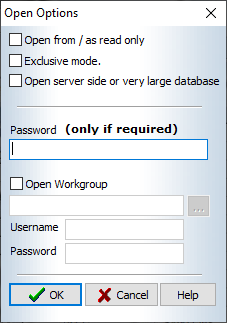 Open Options
Open from / as read only
Exclusive mode.
Open server side or very large database
Password (only if required)
Open Workgroup
...
Username
Password
OK Cancel Help